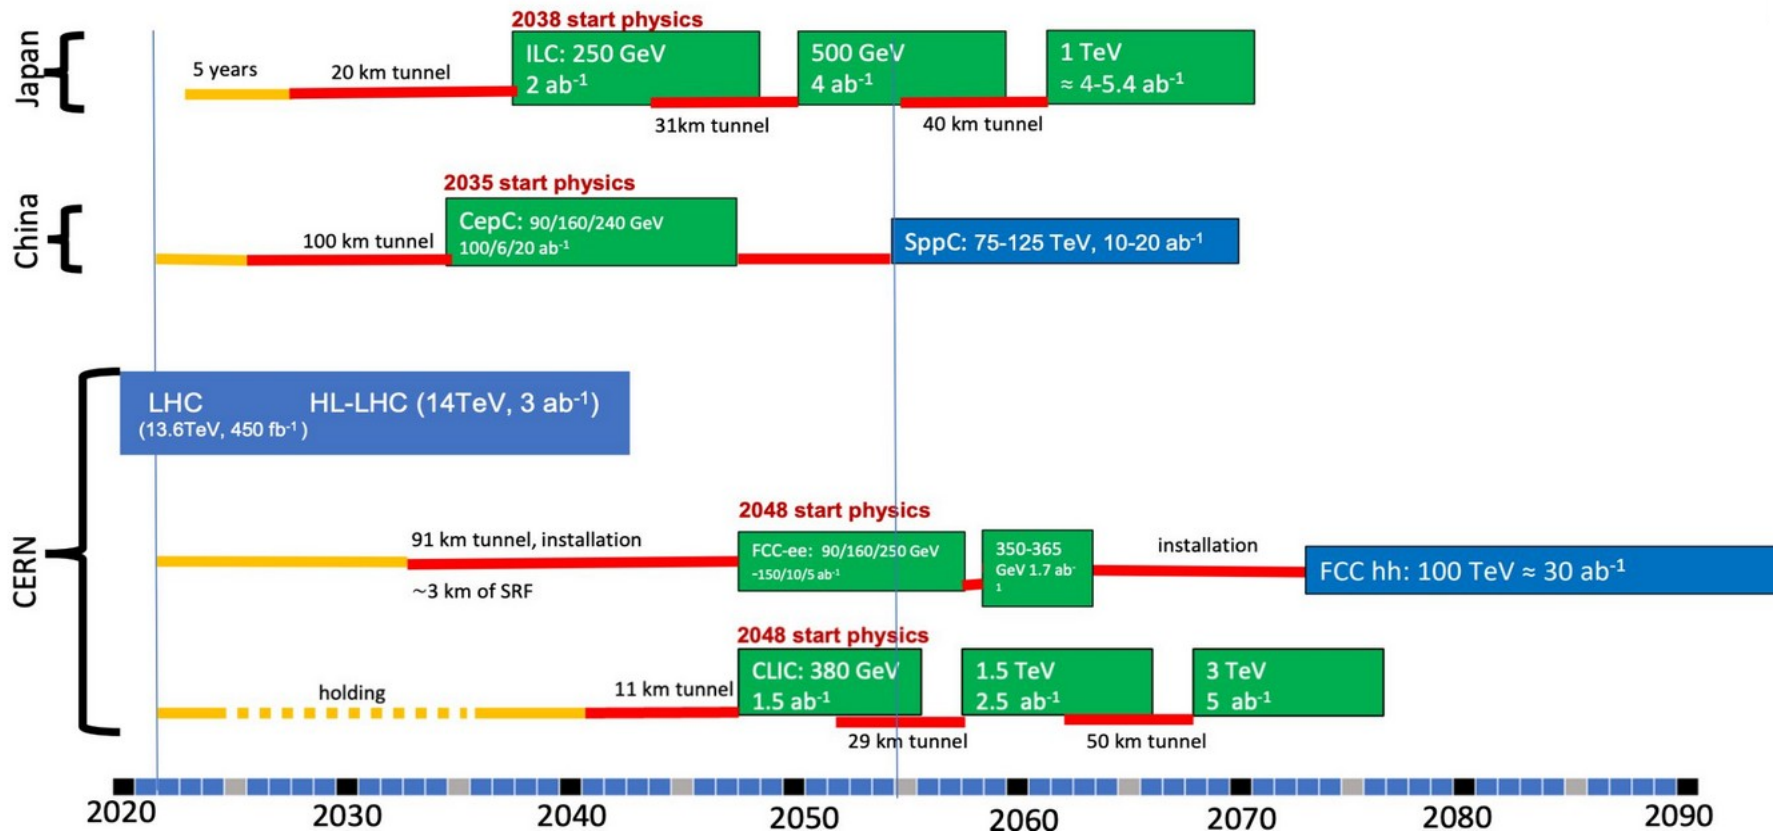 Japan
2038 start physics
5 years
20 km tunnel
ILC: 250 GeV
2 ab⁻¹
31km tunnel
500 GeV
4 ab⁻¹
40 km tunnel
1 TeV
≈ 4-5.4 ab⁻¹
China
2035 start physics
100 km tunnel
CepC: 90/160/240 GeV
100/6/20 ab⁻¹
SppC: 75-125 TeV, 10-20 ab⁻¹
CERN
LHC HL-LHC (14TeV, 3 ab⁻¹)
(13.6TeV, 450 fb⁻¹ )
2048 start physics
91 km tunnel, installation
~3 km of SRF
FCC-ee: 90/160/250 GeV
~150/10/5 ab⁻¹
350-365
GeV 1.7 ab⁻
¹
installation
FCC hh: 100 TeV ≈ 30 ab⁻¹
2048 start physics
holding
11 km tunnel
CLIC: 380 GeV
1.5 ab⁻¹
29 km tunnel
1.5 TeV
2.5 ab⁻¹
50 km tunnel
3 TeV
5 ab⁻¹
2020 2030 2040 2050 2060 2070 2080 2090